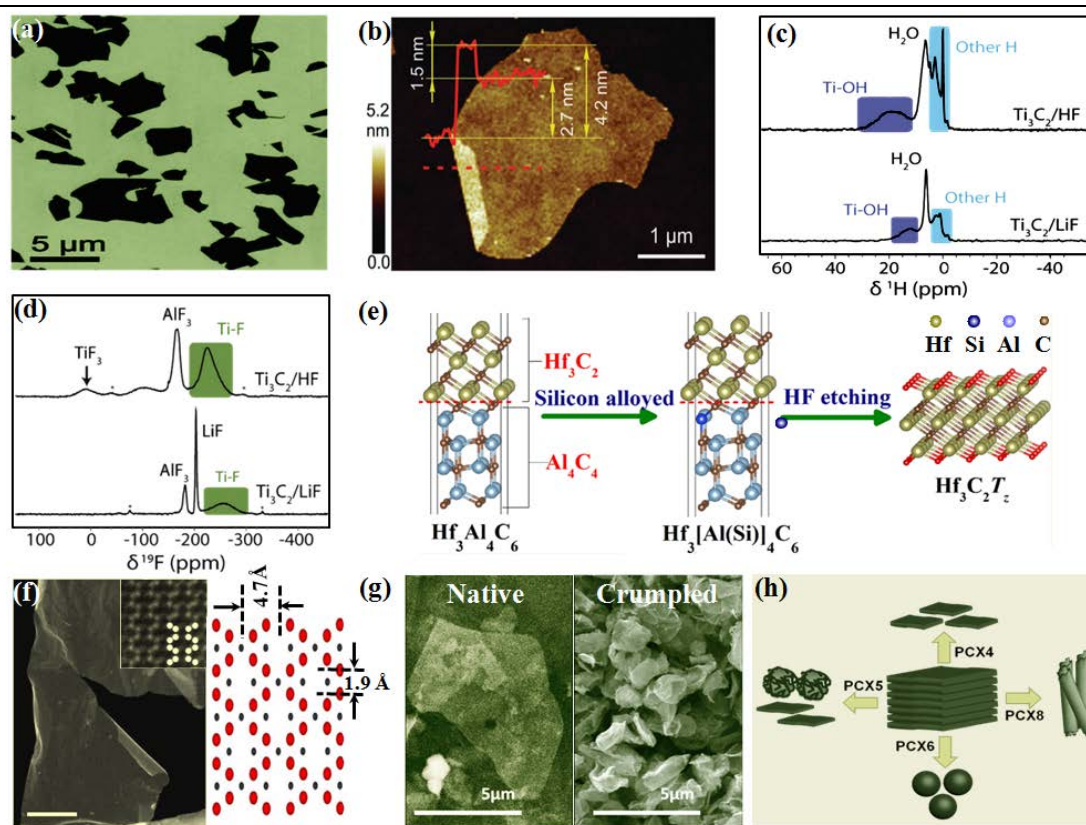 (a)
5 µm
(b)
1.5 nm
2.7 nm
4.2 nm
5.2
nm
0.0
1 µm
(c)
H₂O
Other H
Ti-OH
Ti₃C₂/HF
H₂O
Other H
Ti-OH
Ti₃C₂/LiF
60 40 20 0 -20 -40
δ ¹H (ppm)
(d)
AlF₃
Ti-F
TiF₃
Ti₃C₂/HF
LiF
AlF₃
Ti-F
Ti₃C₂/LiF
100 0 -100 -200 -300 -400
δ¹⁹F (ppm)
(e)
Hf₃C₂
Al₄C₄
Hf₃Al₄C₆
Silicon alloyed
Hf₃[Al(Si)]₄C₆
HF etching
Hf Si Al C
Hf₃C₂T_z
(f)
4.7Å
1.9 Å
(g)
Native
5µm
Crumpled
5µm
(h)
PCX4
PCX5
PCX8
PCX6